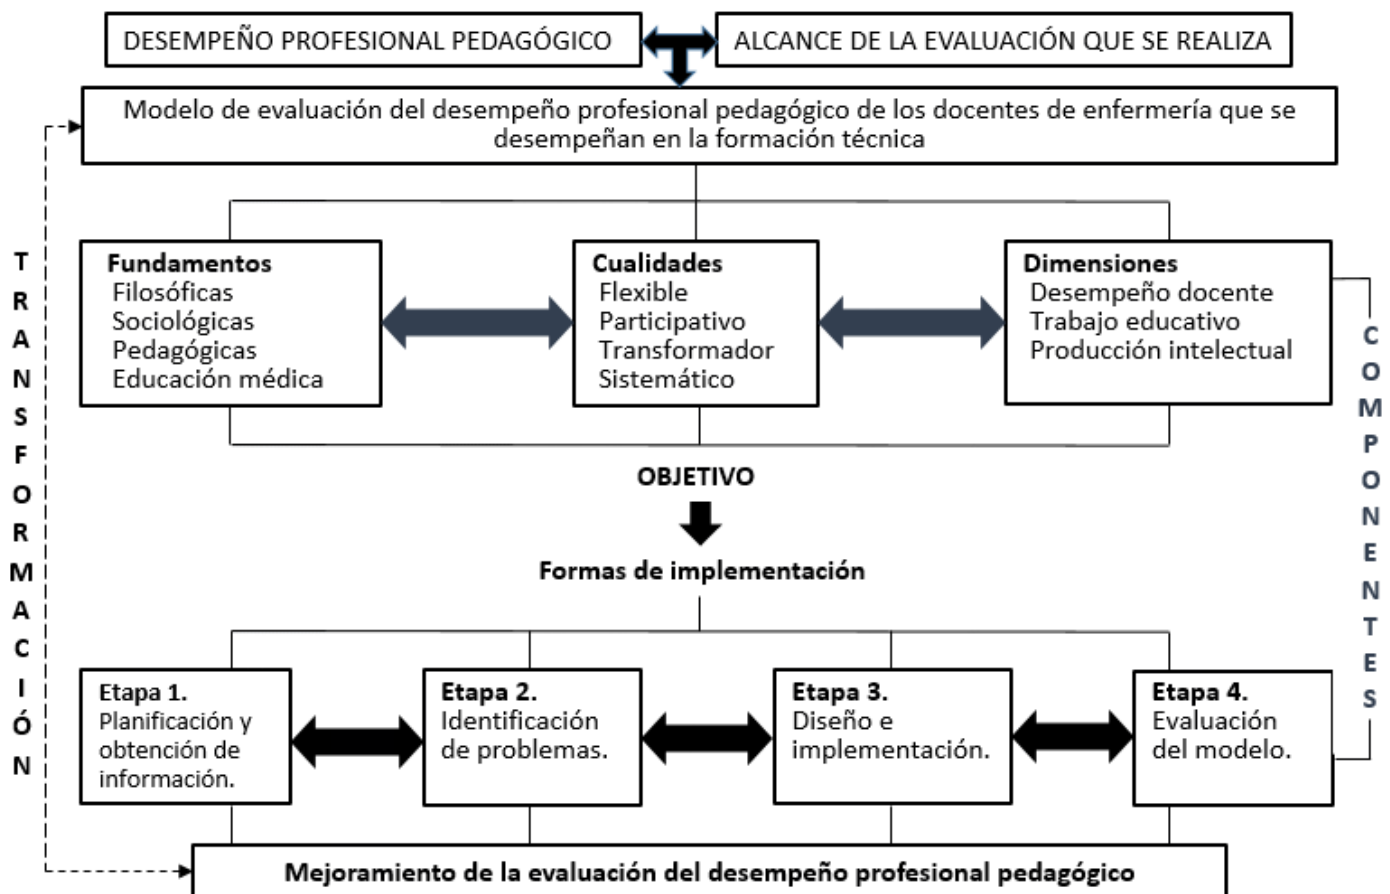 DESEMPEÑO PROFESIONAL PEDAGÓGICO
ALCANCE DE LA EVALUACIÓN QUE SE REALIZA
Modelo de evaluación del desempeño profesional pedagógico de los docentes de enfermería que se
desempeñan en la formación técnica
TRANSFORMACIÓN
Fundamentos
Filosóficas
Sociológicas
Pedagógicas
Educación médica
Cualidades
Flexible
Participativo
Transformador
Sistemático
Dimensiones
Desempeño docente
Trabajo educativo
Producción intelectual
COMPONENTES
OBJETIVO
Formas de implementación
Etapa 1.
Planificación y
obtención de
información.
Etapa 2.
Identificación
de problemas.
Etapa 3.
Diseño e
implementación.
Etapa 4.
Evaluación
del modelo.
Mejoramiento de la evaluación del desempeño profesional pedagógico